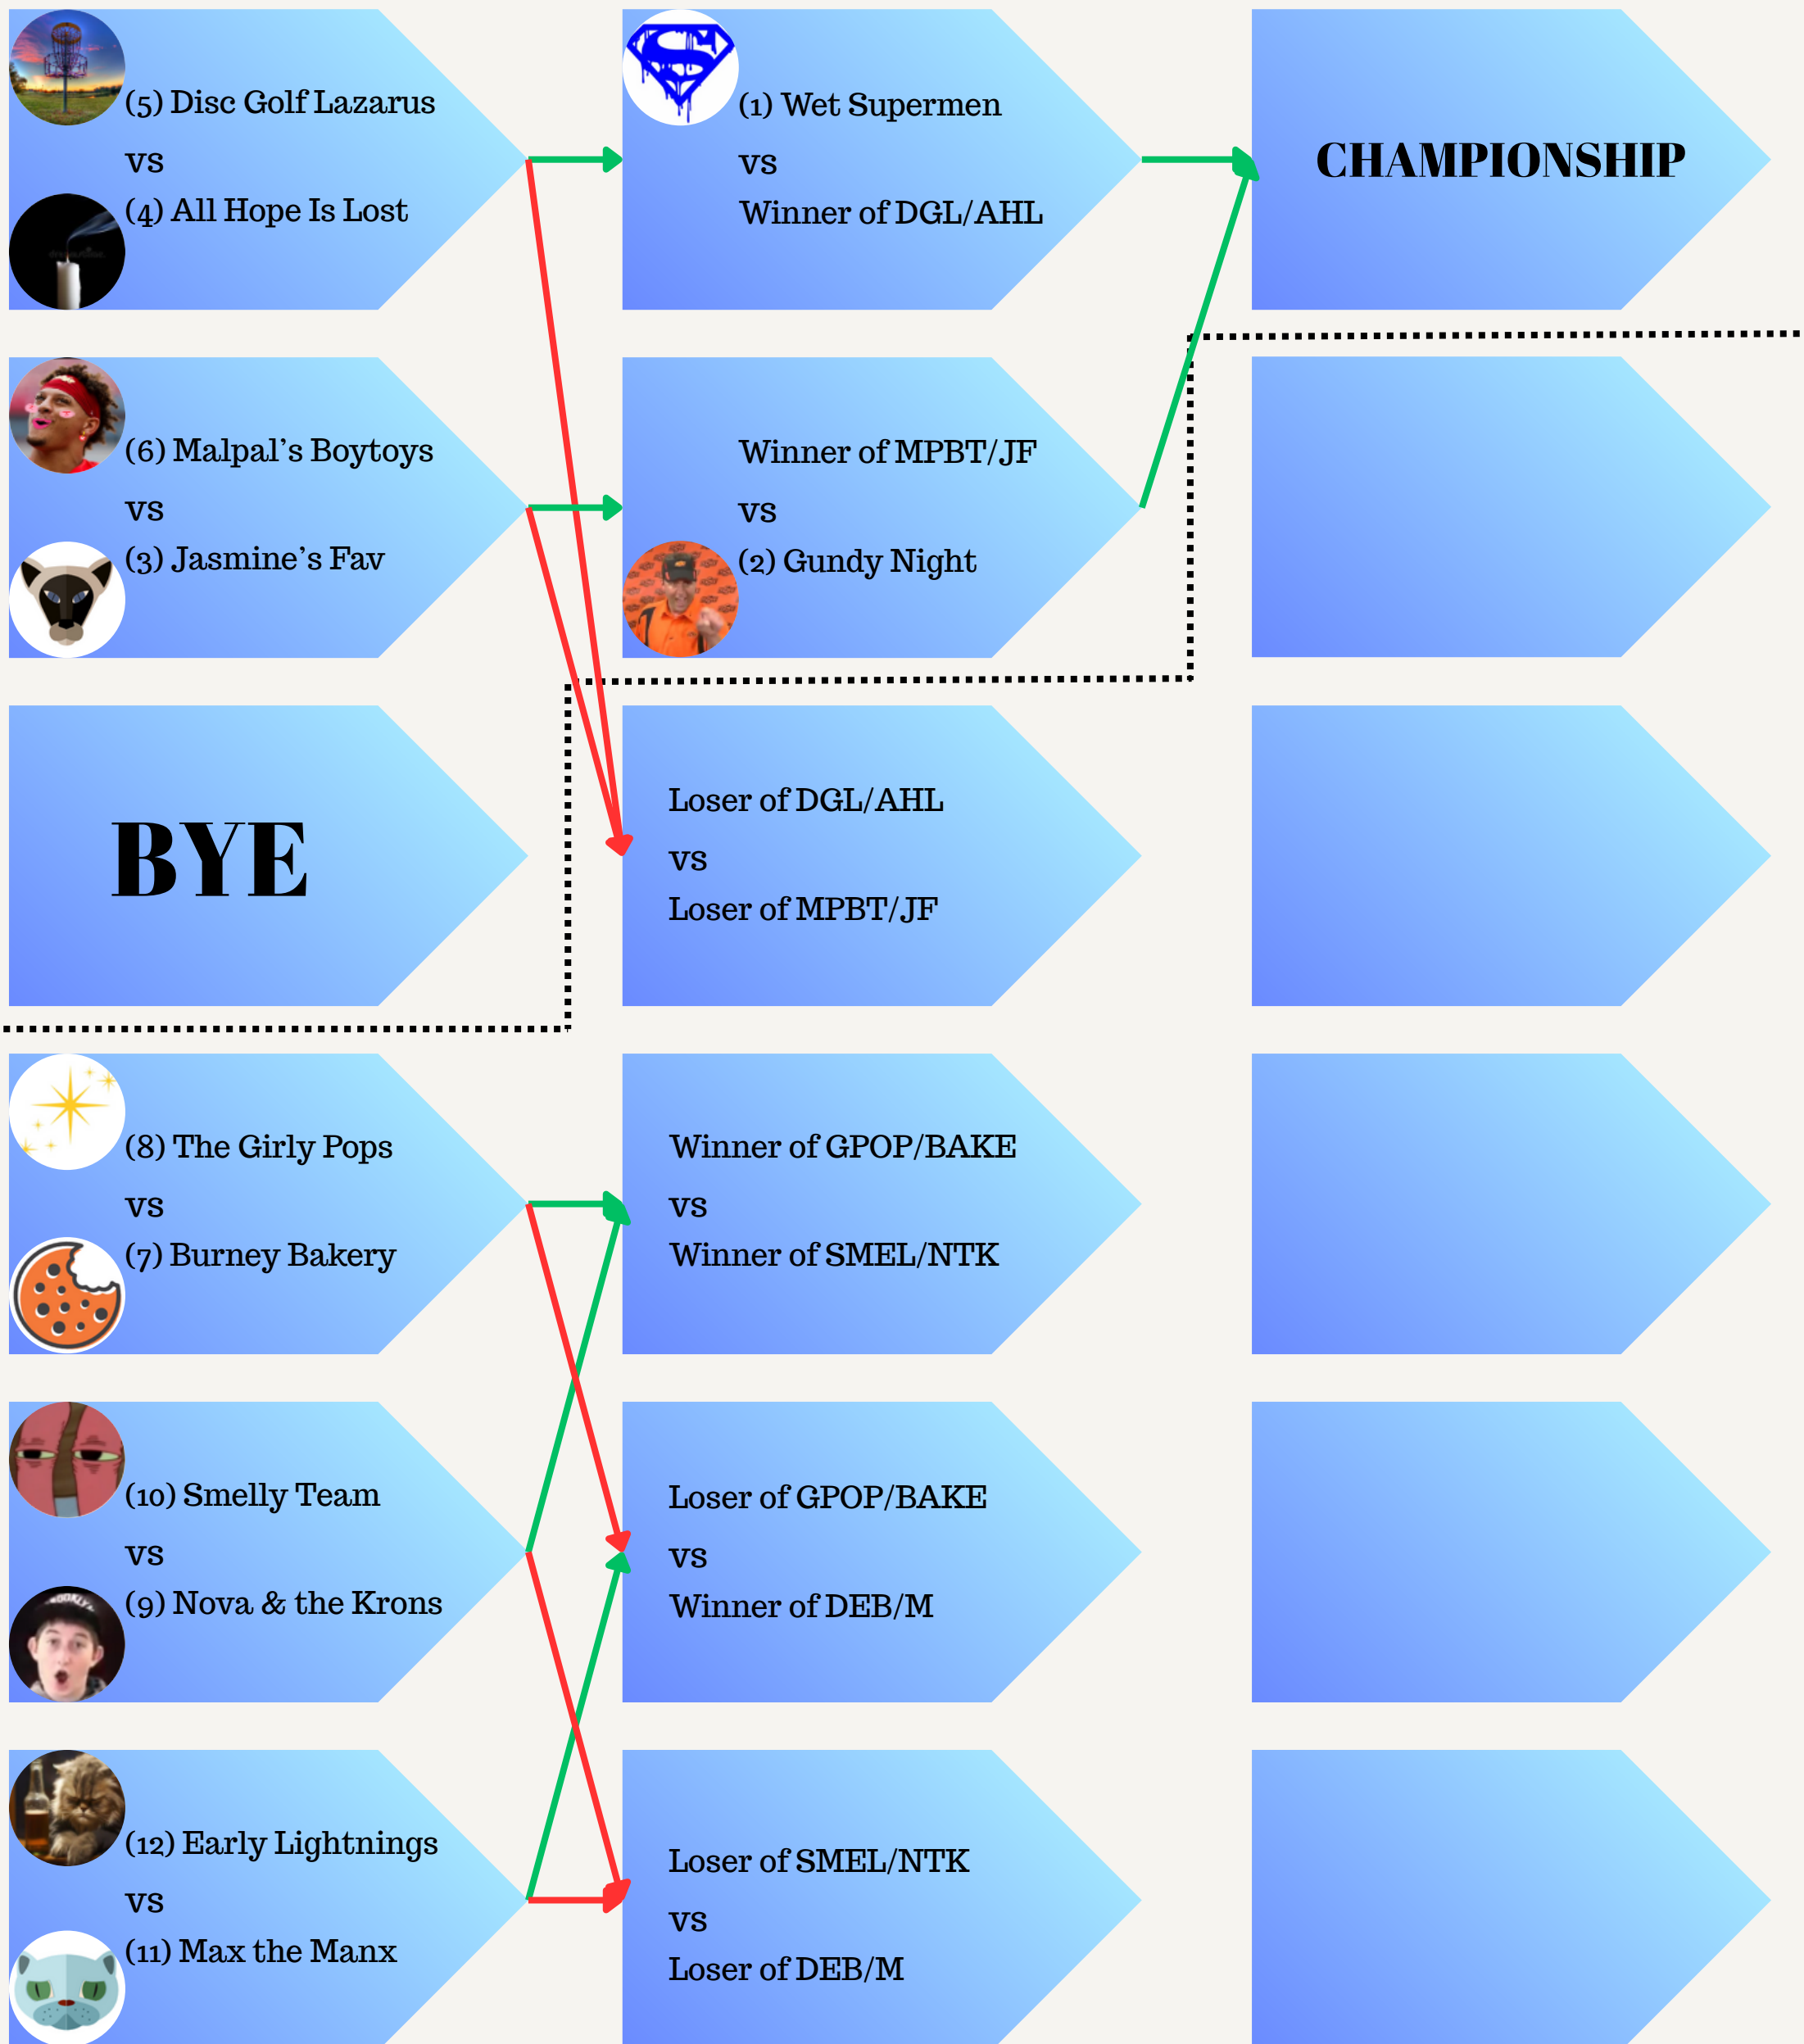 (5) Disc Golf Lazarus
vs
(4) All Hope Is Lost
(1) Wet Supermen
vs
Winner of DGL/AHL
CHAMPIONSHIP
(6) Malpal's Boytoys
vs
(3) Jasmine's Fav
Winner of MPBT/JF
vs
(2) Gundy Night
BYE
Loser of DGL/AHL
vs
Loser of MPBT/JF
(8) The Girly Pops
vs
(7) Burney Bakery
Winner of GPOP/BAKE
vs
Winner of SMEL/NTK
(10) Smelly Team
vs
(9) Nova & the Krons
Loser of GPOP/BAKE
vs
Winner of DEB/M
(12) Early Lightnings
vs
(11) Max the Manx
Loser of SMEL/NTK
vs
Loser of DEB/M